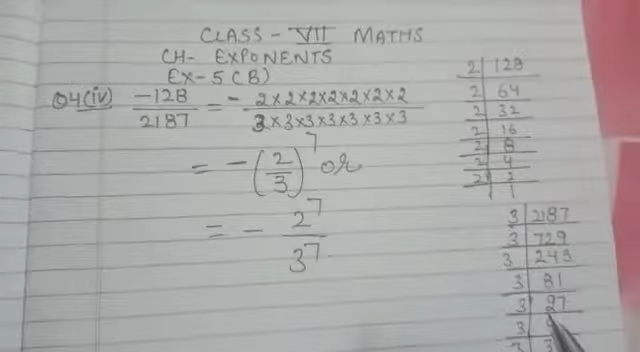 CLASS - VII MATHS
CH- EXPONENTS
EX-5(B)
Q4(iv) -128/2187 = - 2×2×2×2×2×2×2/3×3×3×3×3×3×3
= -(2/3)^7 or
= - 2^7/3^7
2 | 128
2 | 64
2 | 32
2 | 16
2 | 8
2 | 4
2 | 2
| 1
3 | 2187
3 | 729
3 | 243
3 | 81
3 | 27
3
3 | 3